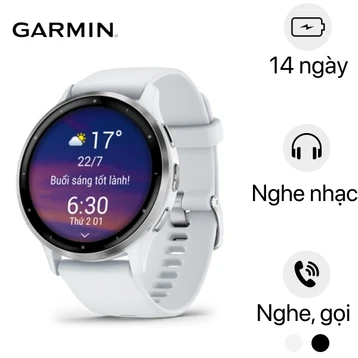 GARMIN.
17°
22/7
Buổi sáng tốt lành!
6:30
Thứ 2 01
14 ngày
Nghe nhạc
Nghe, gọi